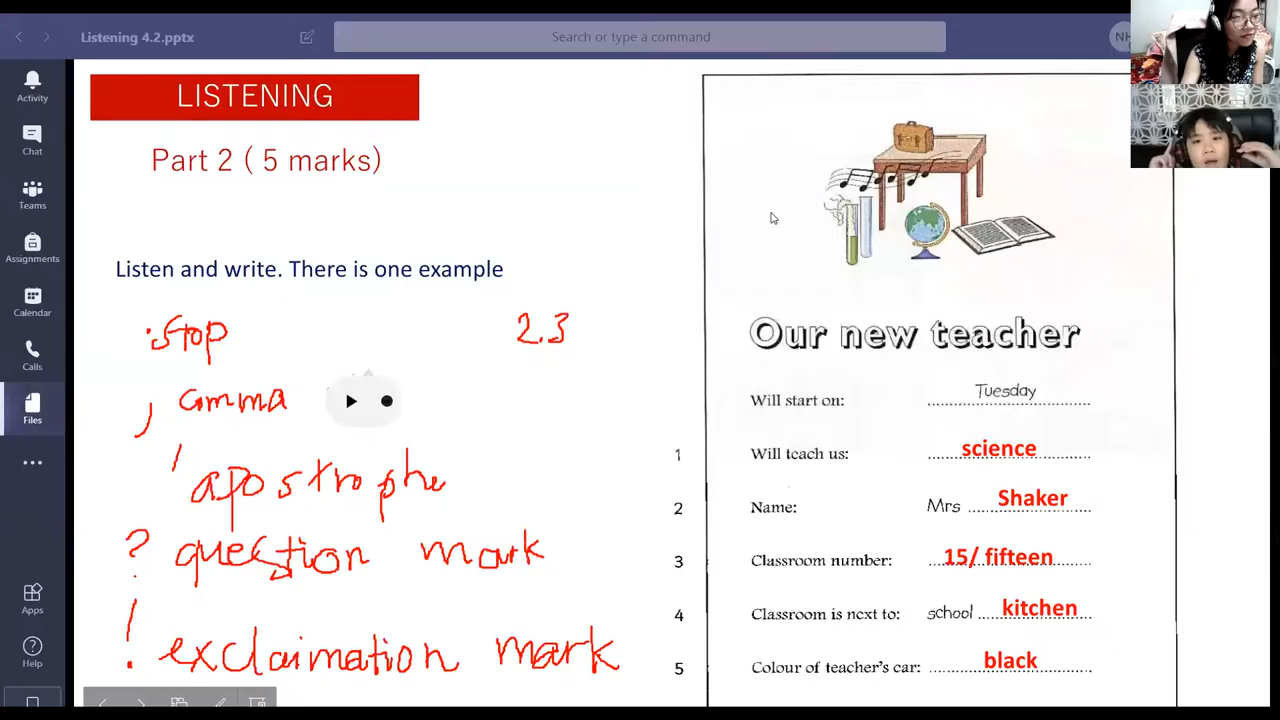 Listening 4.2.pptx
Search or type a command
NH
Activity
Chat
Teams
Assignments
Calendar
Calls
Files
Apps
Help
LISTENING
Part 2 ( 5 marks)
Listen and write. There is one example
. stop
2.3
, comma
' apostrophe
? question mark
! exclaimation mark
Our new teacher
Will start on: Tuesday
1 Will teach us: science
2 Name: Mrs Shaker
3 Classroom number: 15/ fifteen
4 Classroom is next to: school kitchen
5 Colour of teacher's car: black